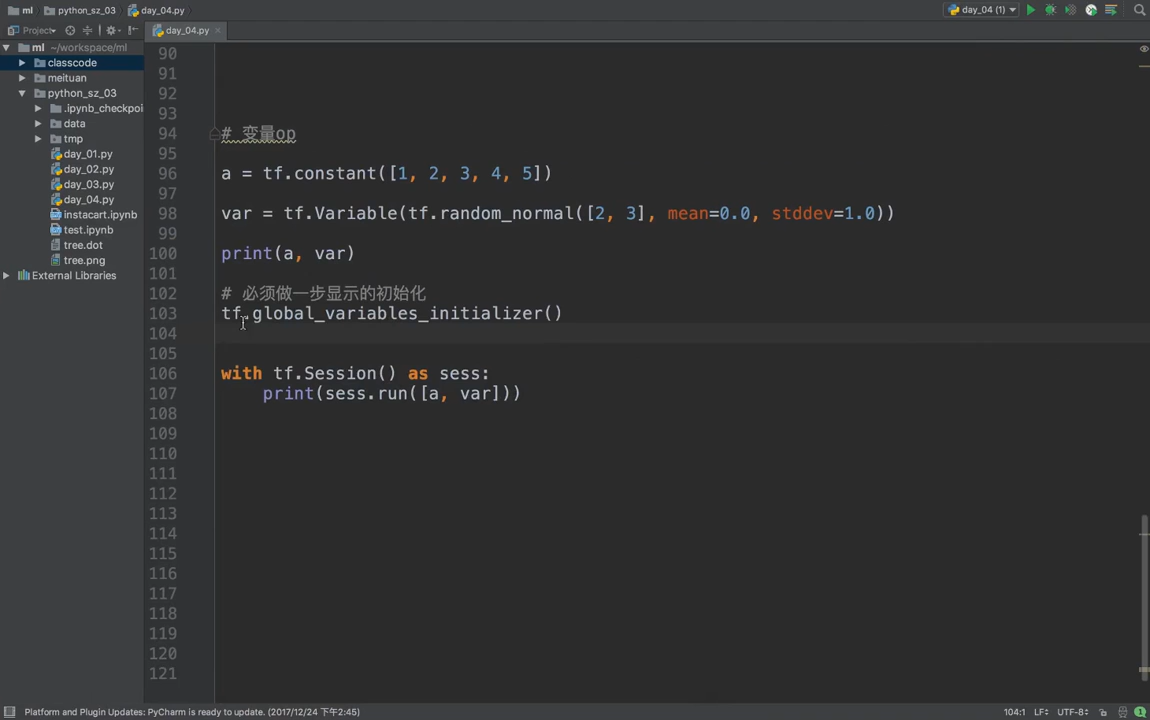 ml python_sz_03 day_04.py
day_04 (1)
Project
day_04.py
ml ~/workspace/ml
classcode
meituan
python_sz_03
.ipynb_checkpoi
data
tmp
day_01.py
day_02.py
day_03.py
day_04.py
instacart.ipynb
test.ipynb
tree.dot
tree.png
External Libraries
90
91
92
93
94 # 变量op
95
96 a = tf.constant([1, 2, 3, 4, 5])
97
98 var = tf.Variable(tf.random_normal([2, 3], mean=0.0, stddev=1.0))
99
100 print(a, var)
101
102 # 必须做一步显示的初始化
103 tf.global_variables_initializer()
104
105
106 with tf.Session() as sess:
107 print(sess.run([a, var]))
108
109
110
111
112
113
114
115
116
117
118
119
120
121
Platform and Plugin Updates: PyCharm is ready to update. (2017/12/24 下午2:45)
104:1 LF÷ UTF-8÷
1